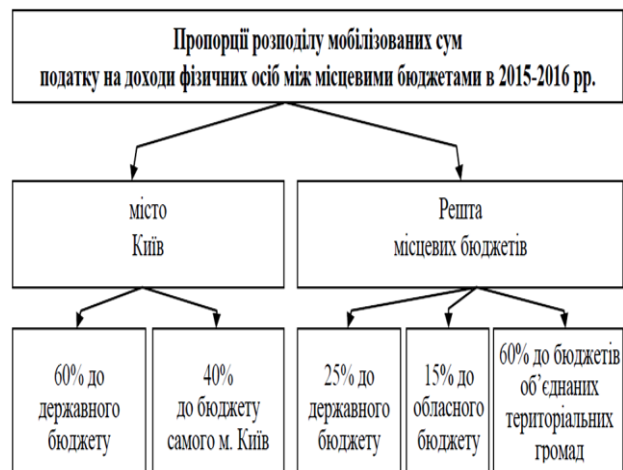 Пропорції розподілу мобілізованих сум
податку на доходи фізичних осіб між місцевими бюджетами в 2015-2016 рр.
місто
Київ
Решта
місцевих бюджетів
60% до
державного
бюджету
40%
до бюджету
самого м. Київ
25% до
державного
бюджету
15% до
обласного
бюджету
60% до бюджетів
об’єднаних
територіальних
громад